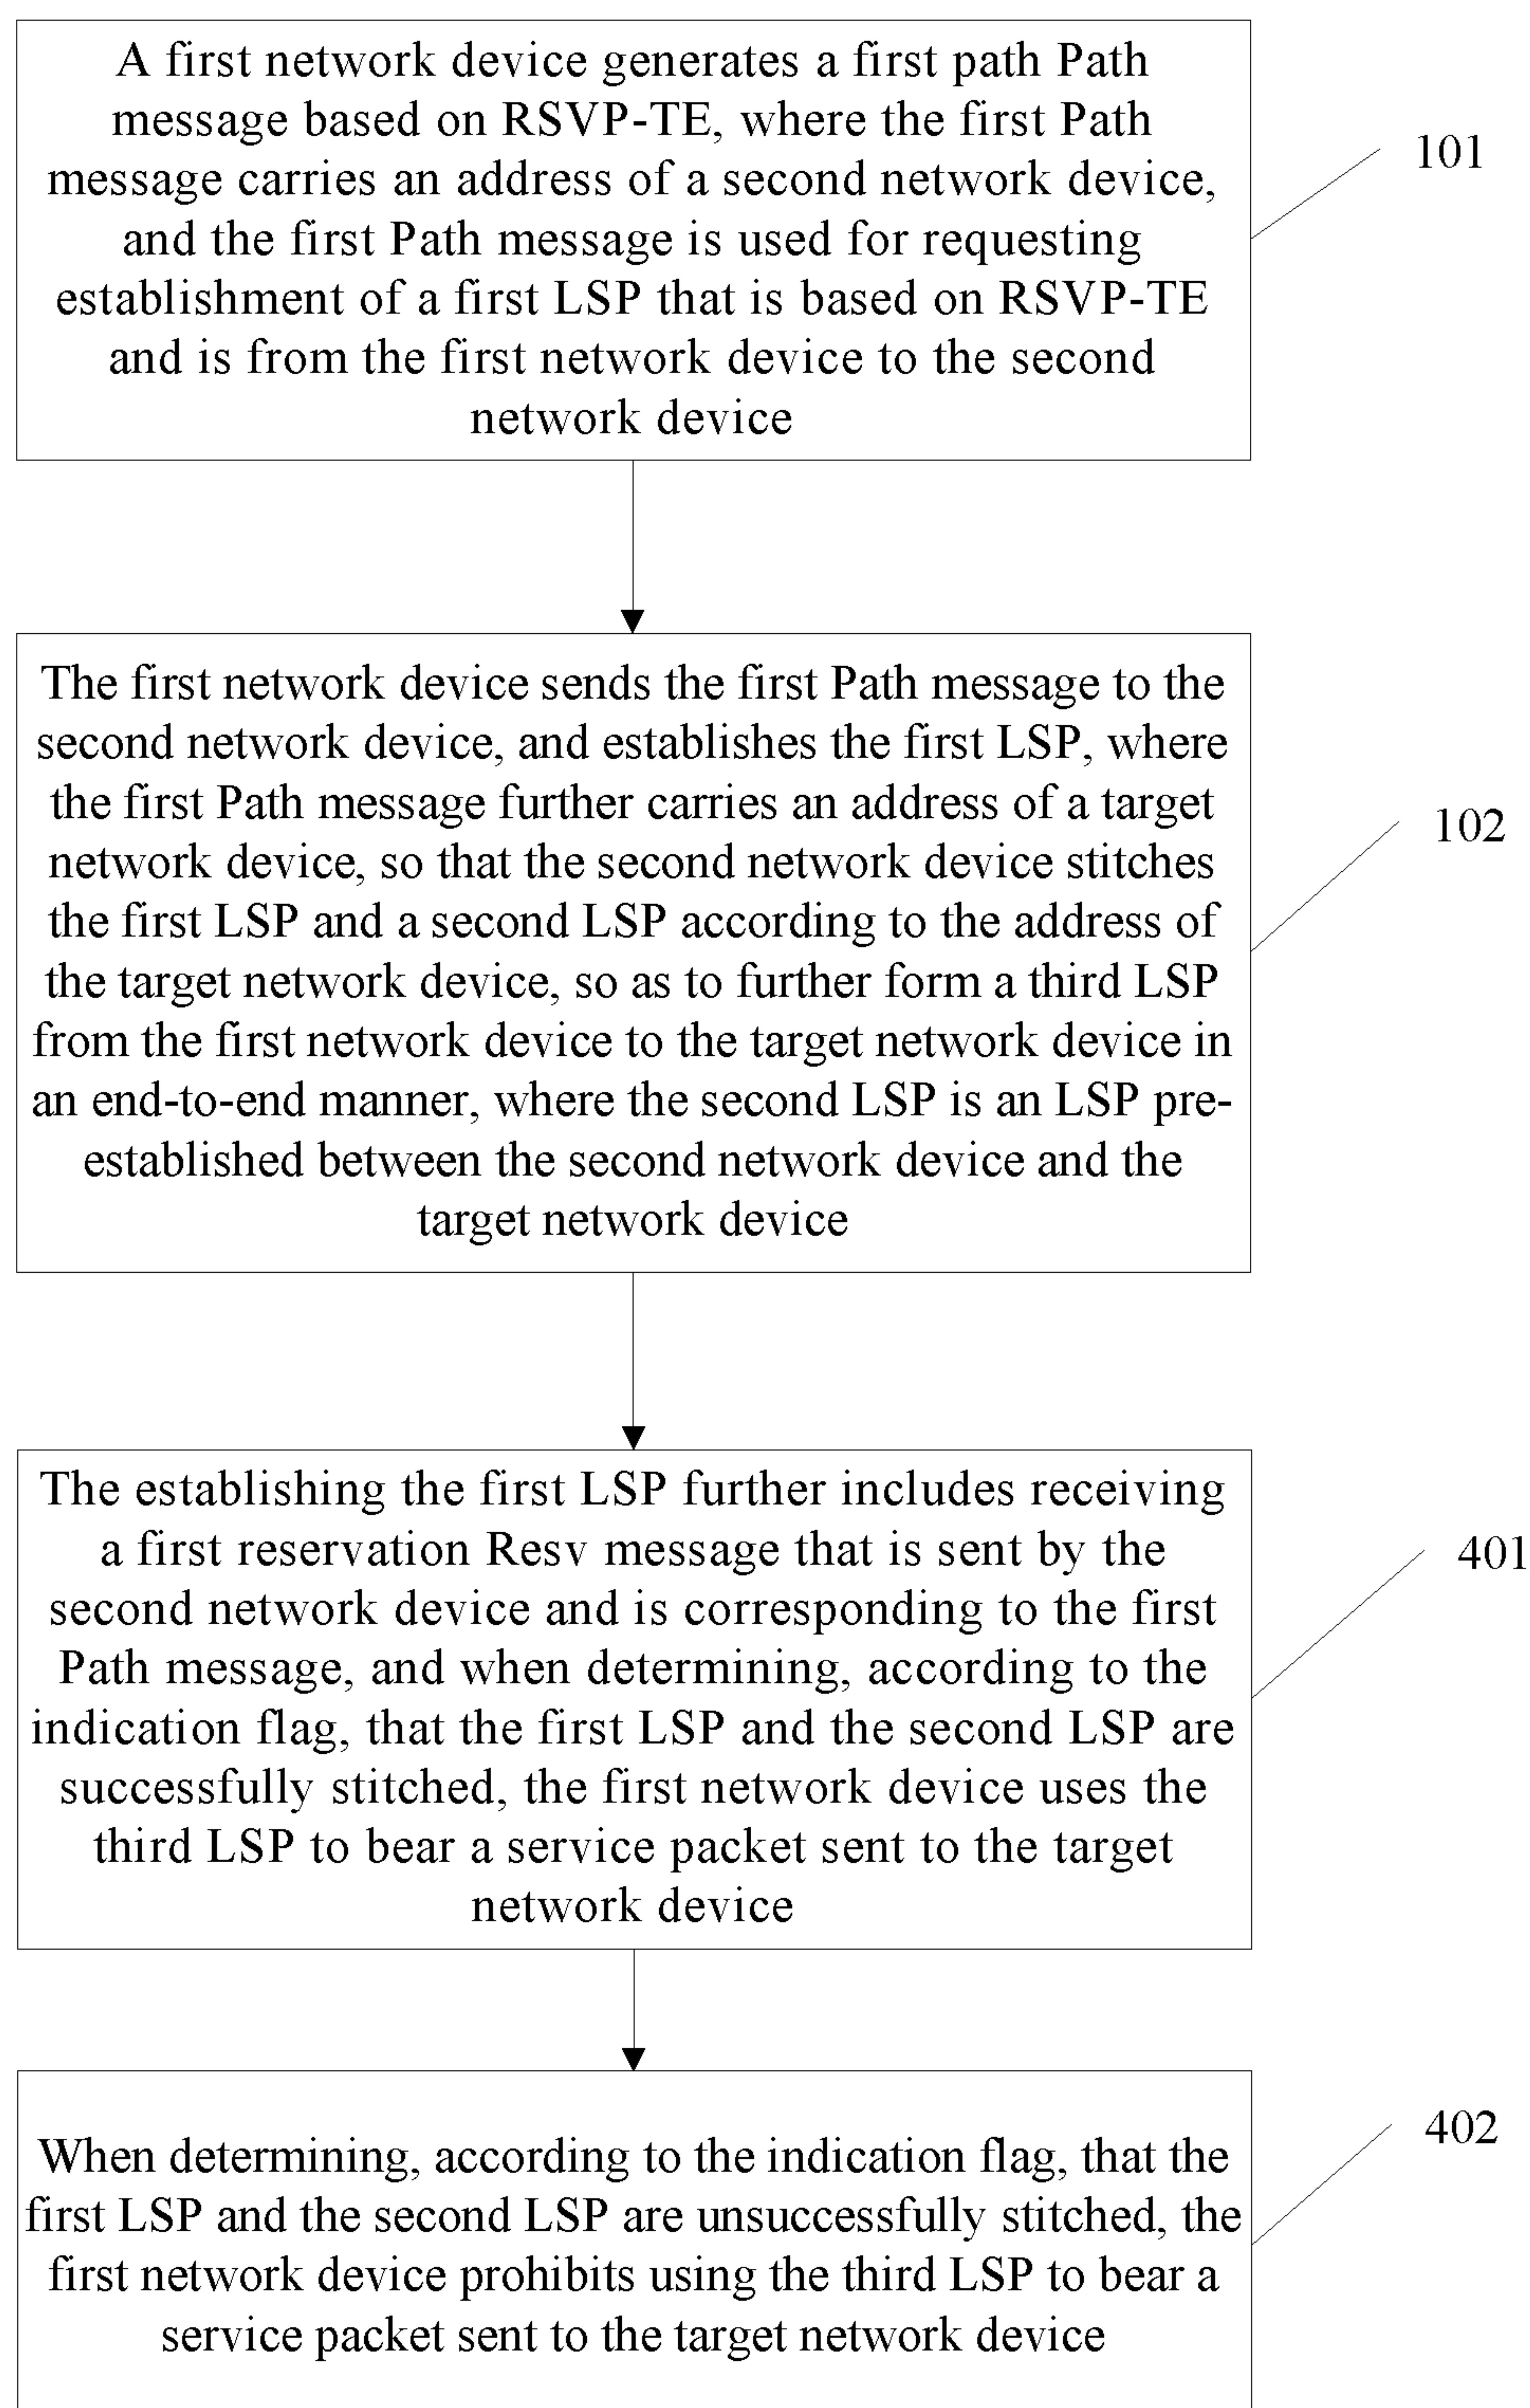 A first network device generates a first path Path
message based on RSVP-TE, where the first Path
message carries an address of a second network device,
and the first Path message is used for requesting
establishment of a first LSP that is based on RSVP-TE
and is from the first network device to the second
network device
101
The first network device sends the first Path message to the
second network device, and establishes the first LSP, where
the first Path message further carries an address of a target
network device, so that the second network device stitches
the first LSP and a second LSP according to the address of
the target network device, so as to further form a third LSP
from the first network device to the target network device in
an end-to-end manner, where the second LSP is an LSP pre-
established between the second network device and the
target network device
102
The establishing the first LSP further includes receiving
a first reservation Resv message that is sent by the
second network device and is corresponding to the first
Path message, and when determining, according to the
indication flag, that the first LSP and the second LSP are
successfully stitched, the first network device uses the
third LSP to bear a service packet sent to the target
network device
401
When determining, according to the indication flag, that the
first LSP and the second LSP are unsuccessfully stitched, the
first network device prohibits using the third LSP to bear a
service packet sent to the target network device
402